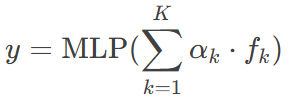 y = MLP(∑_{k=1}^{K} α_k · f_k)